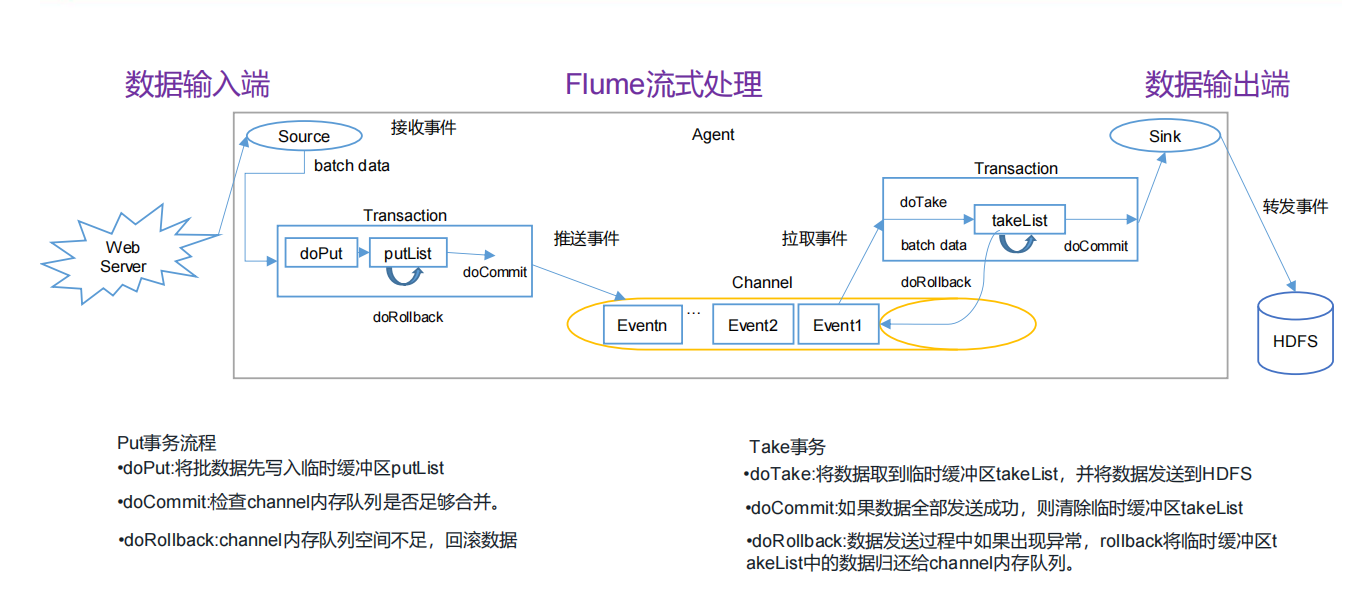 数据输入端
Flume流式处理
数据输出端
Source
接收事件
Agent
Sink
batch data
Transaction
doTake
takeList
batch data
doCommit
转发事件
Transaction
doPut
putList
doCommit
推送事件
拉取事件
Web
Server
doRollback
doRollback
Channel
Eventn
...
Event2
Event1
HDFS
Put事务流程
•doPut:将批数据先写入临时缓冲区putList
•doCommit:检查channel内存队列是否足够合并。
•doRollback:channel内存队列空间不足，回滚数据
Take事务
•doTake:将数据取到临时缓冲区takeList，并将数据发送到HDFS
•doCommit:如果数据全部发送成功，则清除临时缓冲区takeList
•doRollback:数据发送过程中如果出现异常，rollback将临时缓冲区t
akeList中的数据归还给channel内存队列。